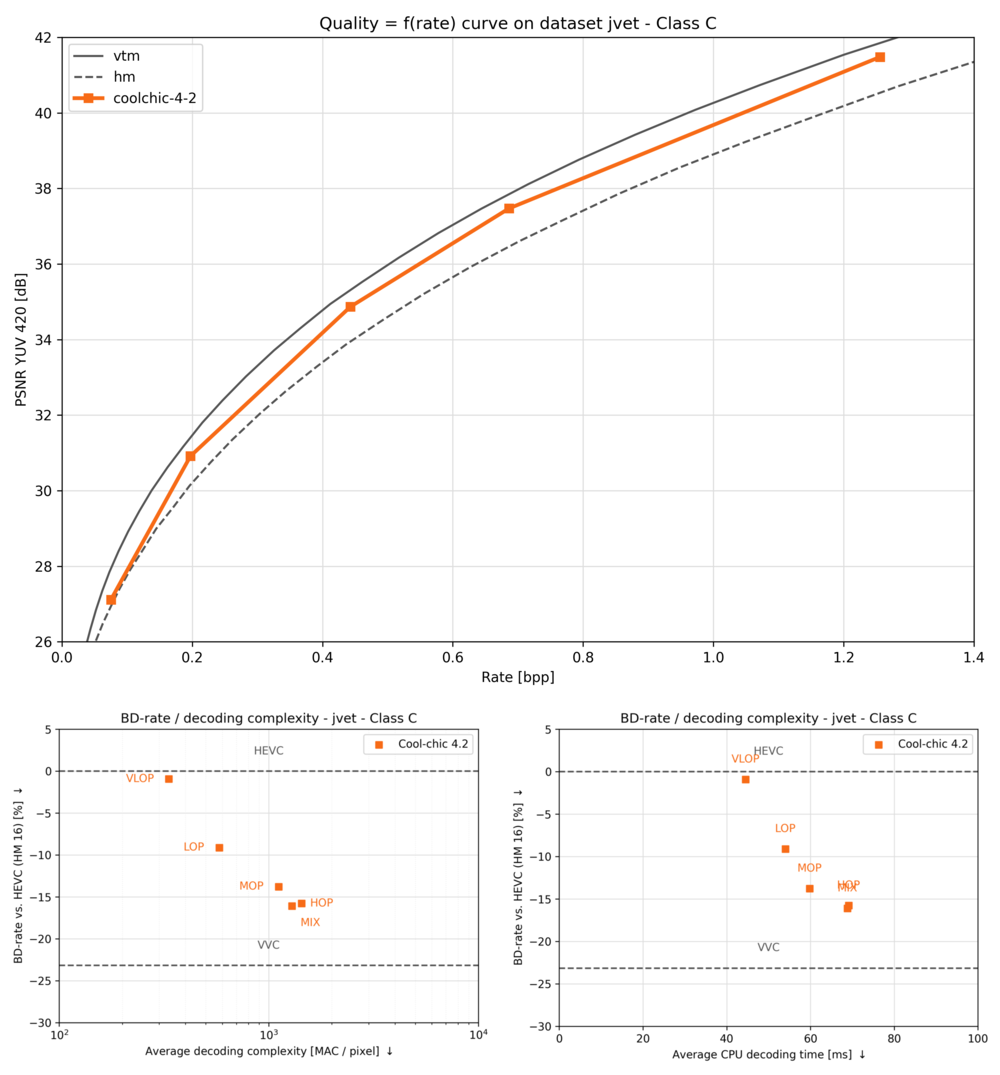 Quality = f(rate) curve on dataset jvet - Class C
vtm
hm
coolchic-4-2
42
40
38
36
34
32
30
28
26
PSNR YUV 420 [dB]
0.0 0.2 0.4 0.6 0.8 1.0 1.2 1.4
Rate [bpp]
BD-rate / decoding complexity - jvet - Class C
Cool-chic 4.2
HEVC
VLOP
LOP
MOP
HOP
MIX
VVC
5
0
−5
−10
−15
−20
−25
−30
BD-rate vs. HEVC (HM 16) [%] ↓
10² 10³ 10⁴
Average decoding complexity [MAC / pixel] ↓
BD-rate / decoding complexity - jvet - Class C
Cool-chic 4.2
HEVC
VLOP
LOP
MOP
HOP
MIX
VVC
5
0
−5
−10
−15
−20
−25
−30
BD-rate vs. HEVC (HM 16) [%] ↓
0 20 40 60 80 100
Average CPU decoding time [ms] ↓